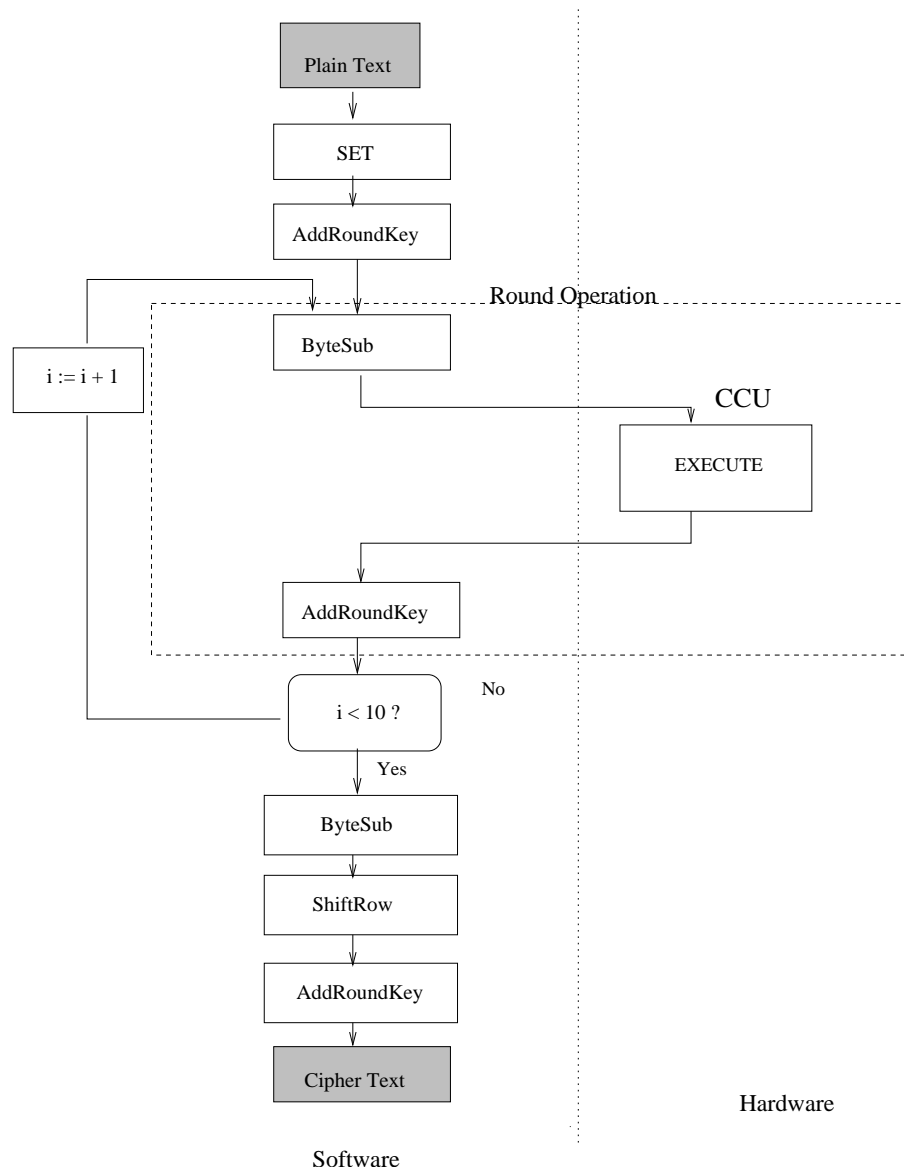 Plain Text
SET
AddRoundKey
Round Operation
ByteSub
i := i + 1
CCU
EXECUTE
AddRoundKey
No
i < 10 ?
Yes
ByteSub
ShiftRow
AddRoundKey
Cipher Text
Hardware
Software